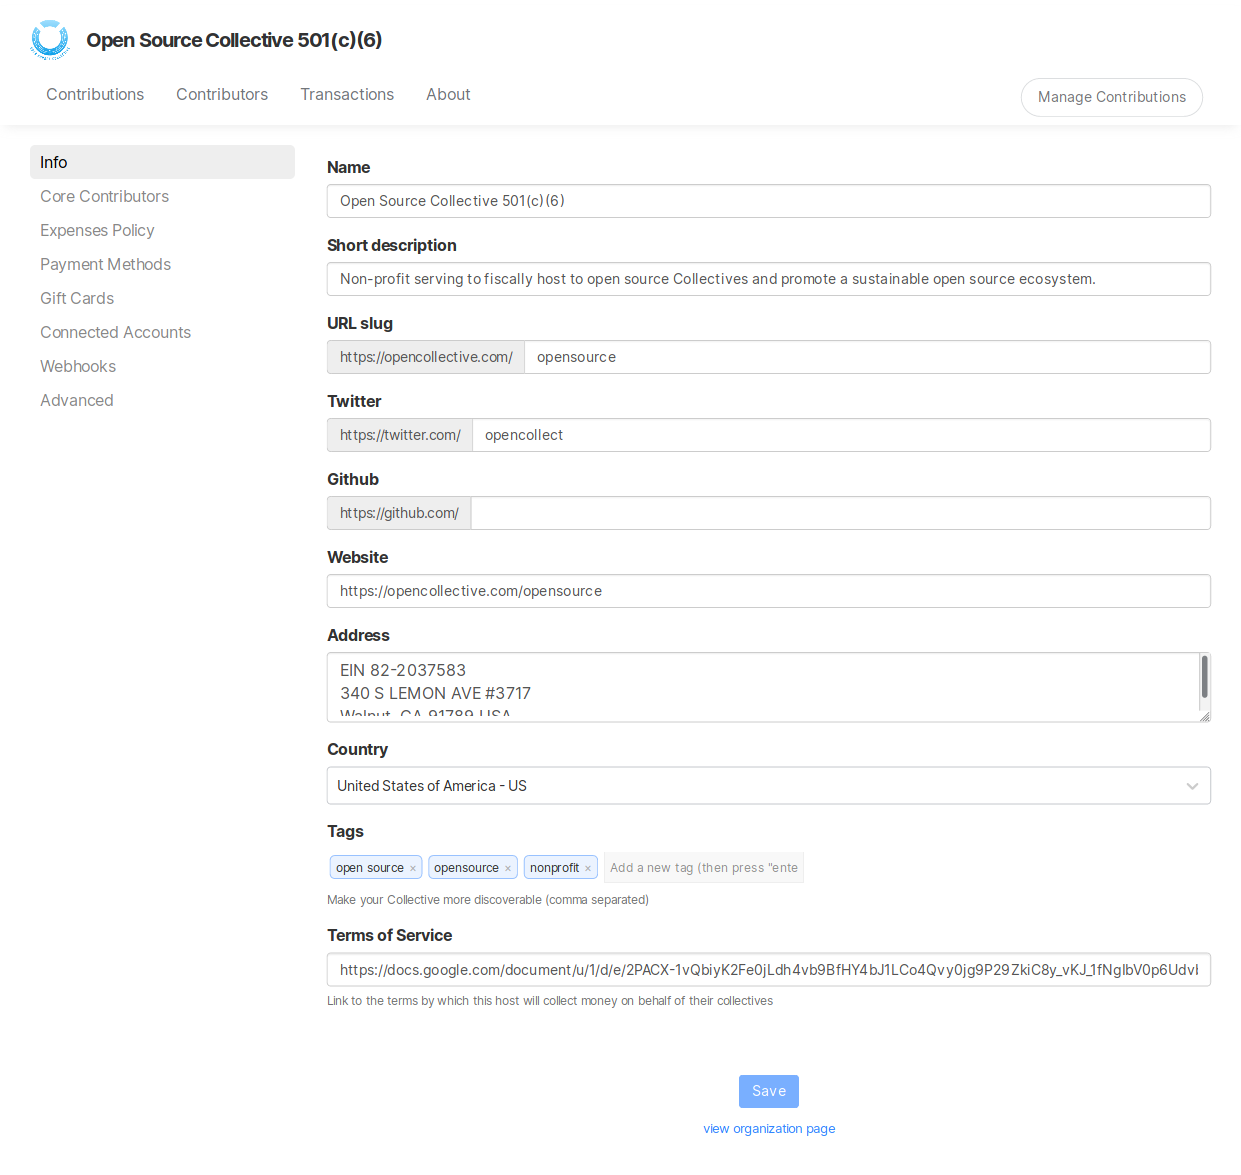 Open Source Collective 501(c)(6)
Contributions Contributors Transactions About
Manage Contributions
Info
Core Contributors
Expenses Policy
Payment Methods
Gift Cards
Connected Accounts
Webhooks
Advanced
Name
Open Source Collective 501(c)(6)
Short description
Non-profit serving to fiscally host to open source Collectives and promote a sustainable open source ecosystem.
URL slug
https://opencollective.com/ opensource
Twitter
https://twitter.com/ opencollect
Github
https://github.com/
Website
https://opencollective.com/opensource
Address
EIN 82-2037583
340 S LEMON AVE #3717
Walnut, CA 91789 USA
Country
United States of America - US
Tags
open source × opensource × nonprofit × Add a new tag (then press "ente
Make your Collective more discoverable (comma separated)
Terms of Service
https://docs.google.com/document/u/1/d/e/2PACX-1vQbiyK2Fe0jLdh4vb9BfHY4bJ1LCo4Qvy0jg9P29ZkiC8y_vKJ_1fNgIbV0p6Udvl
Link to the terms by which this host will collect money on behalf of their collectives
Save
view organization page